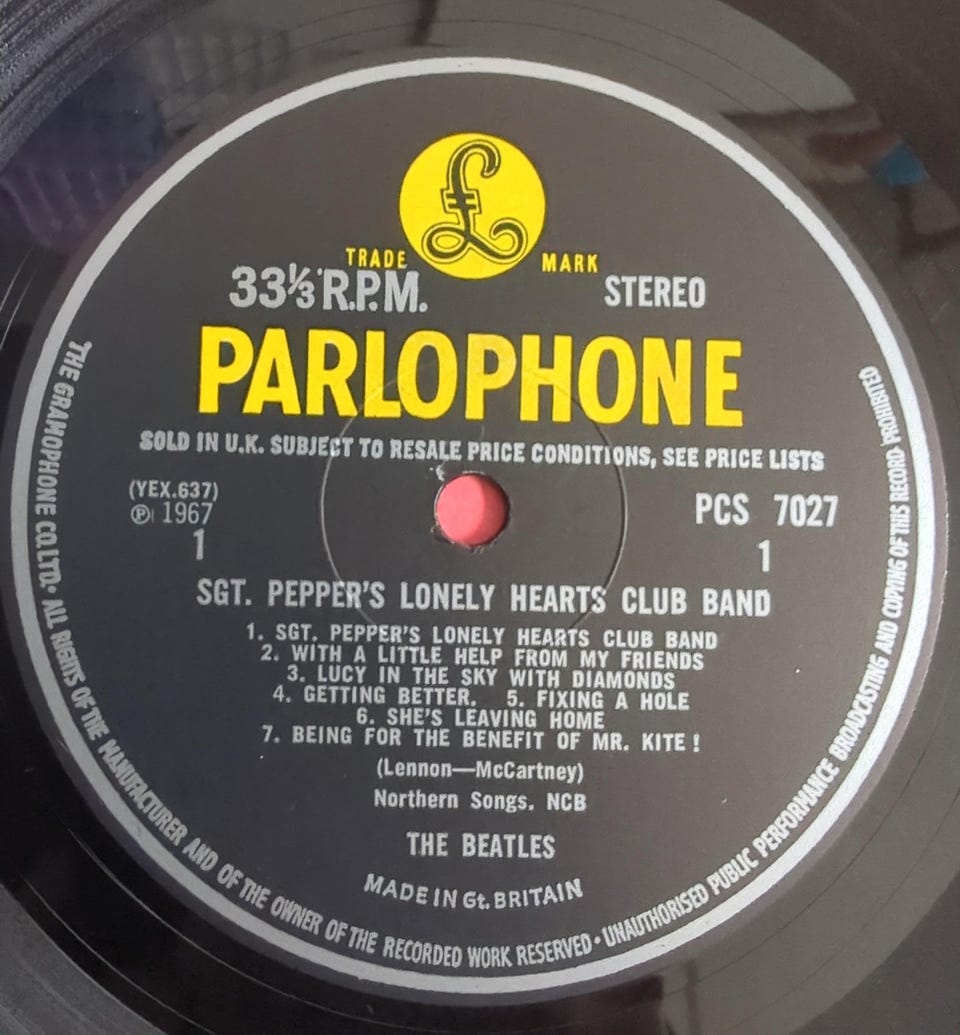 £
TRADE MARK
33⅓ R.P.M. STEREO
PARLOPHONE
SOLD IN U.K. SUBJECT TO RESALE PRICE CONDITIONS, SEE PRICE LISTS
(YEX.637)
℗ 1967 PCS 7027
1 1
SGT. PEPPER'S LONELY HEARTS CLUB BAND
1. SGT. PEPPER'S LONELY HEARTS CLUB BAND
2. WITH A LITTLE HELP FROM MY FRIENDS
3. LUCY IN THE SKY WITH DIAMONDS
4. GETTING BETTER. 5. FIXING A HOLE
6. SHE'S LEAVING HOME
7. BEING FOR THE BENEFIT OF MR. KITE !
(Lennon—McCartney)
Northern Songs. NCB
THE BEATLES
MADE IN Gt. BRITAIN
THE GRAMOPHONE CO. LTD. • ALL RIGHTS OF THE MANUFACTURER AND OF THE OWNER OF THE RECORDED WORK RESERVED • UNAUTHORISED PUBLIC PERFORMANCE BROADCASTING AND COPYING OF THIS RECORD PROHIBITED